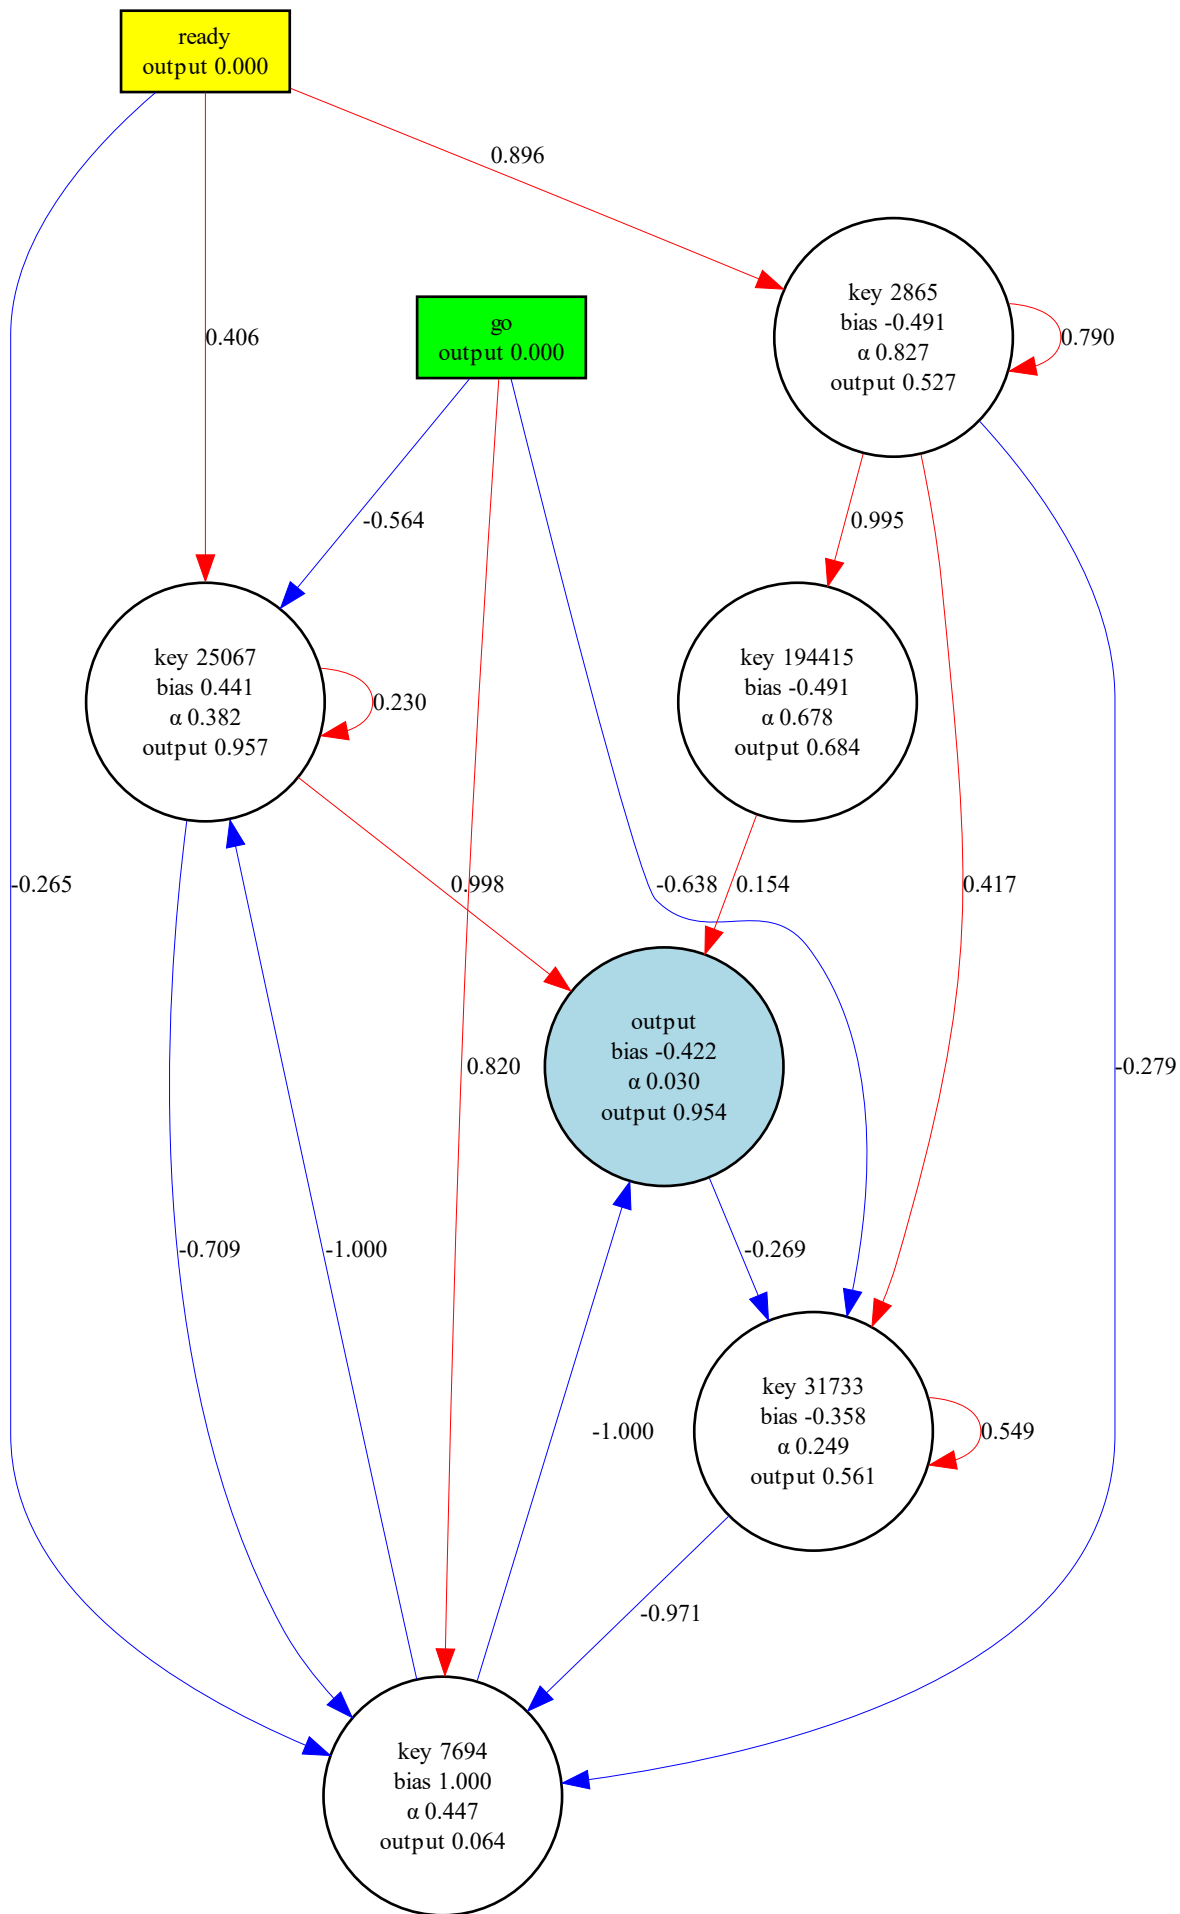 ready
output 0.000
0.896
key 2865
bias -0.491
α 0.827
output 0.527
0.790
go
output 0.000
0.406
-0.564
0.995
key 25067
bias 0.441
α 0.382
output 0.957
0.230
key 194415
bias -0.491
α 0.678
output 0.684
-0.265
0.998
-0.638
0.154
0.417
output
bias -0.422
α 0.030
output 0.954
0.820
-0.279
-0.709
-1.000
-0.269
key 31733
bias -0.358
α 0.249
output 0.561
-1.000
0.549
-0.971
key 7694
bias 1.000
α 0.447
output 0.064